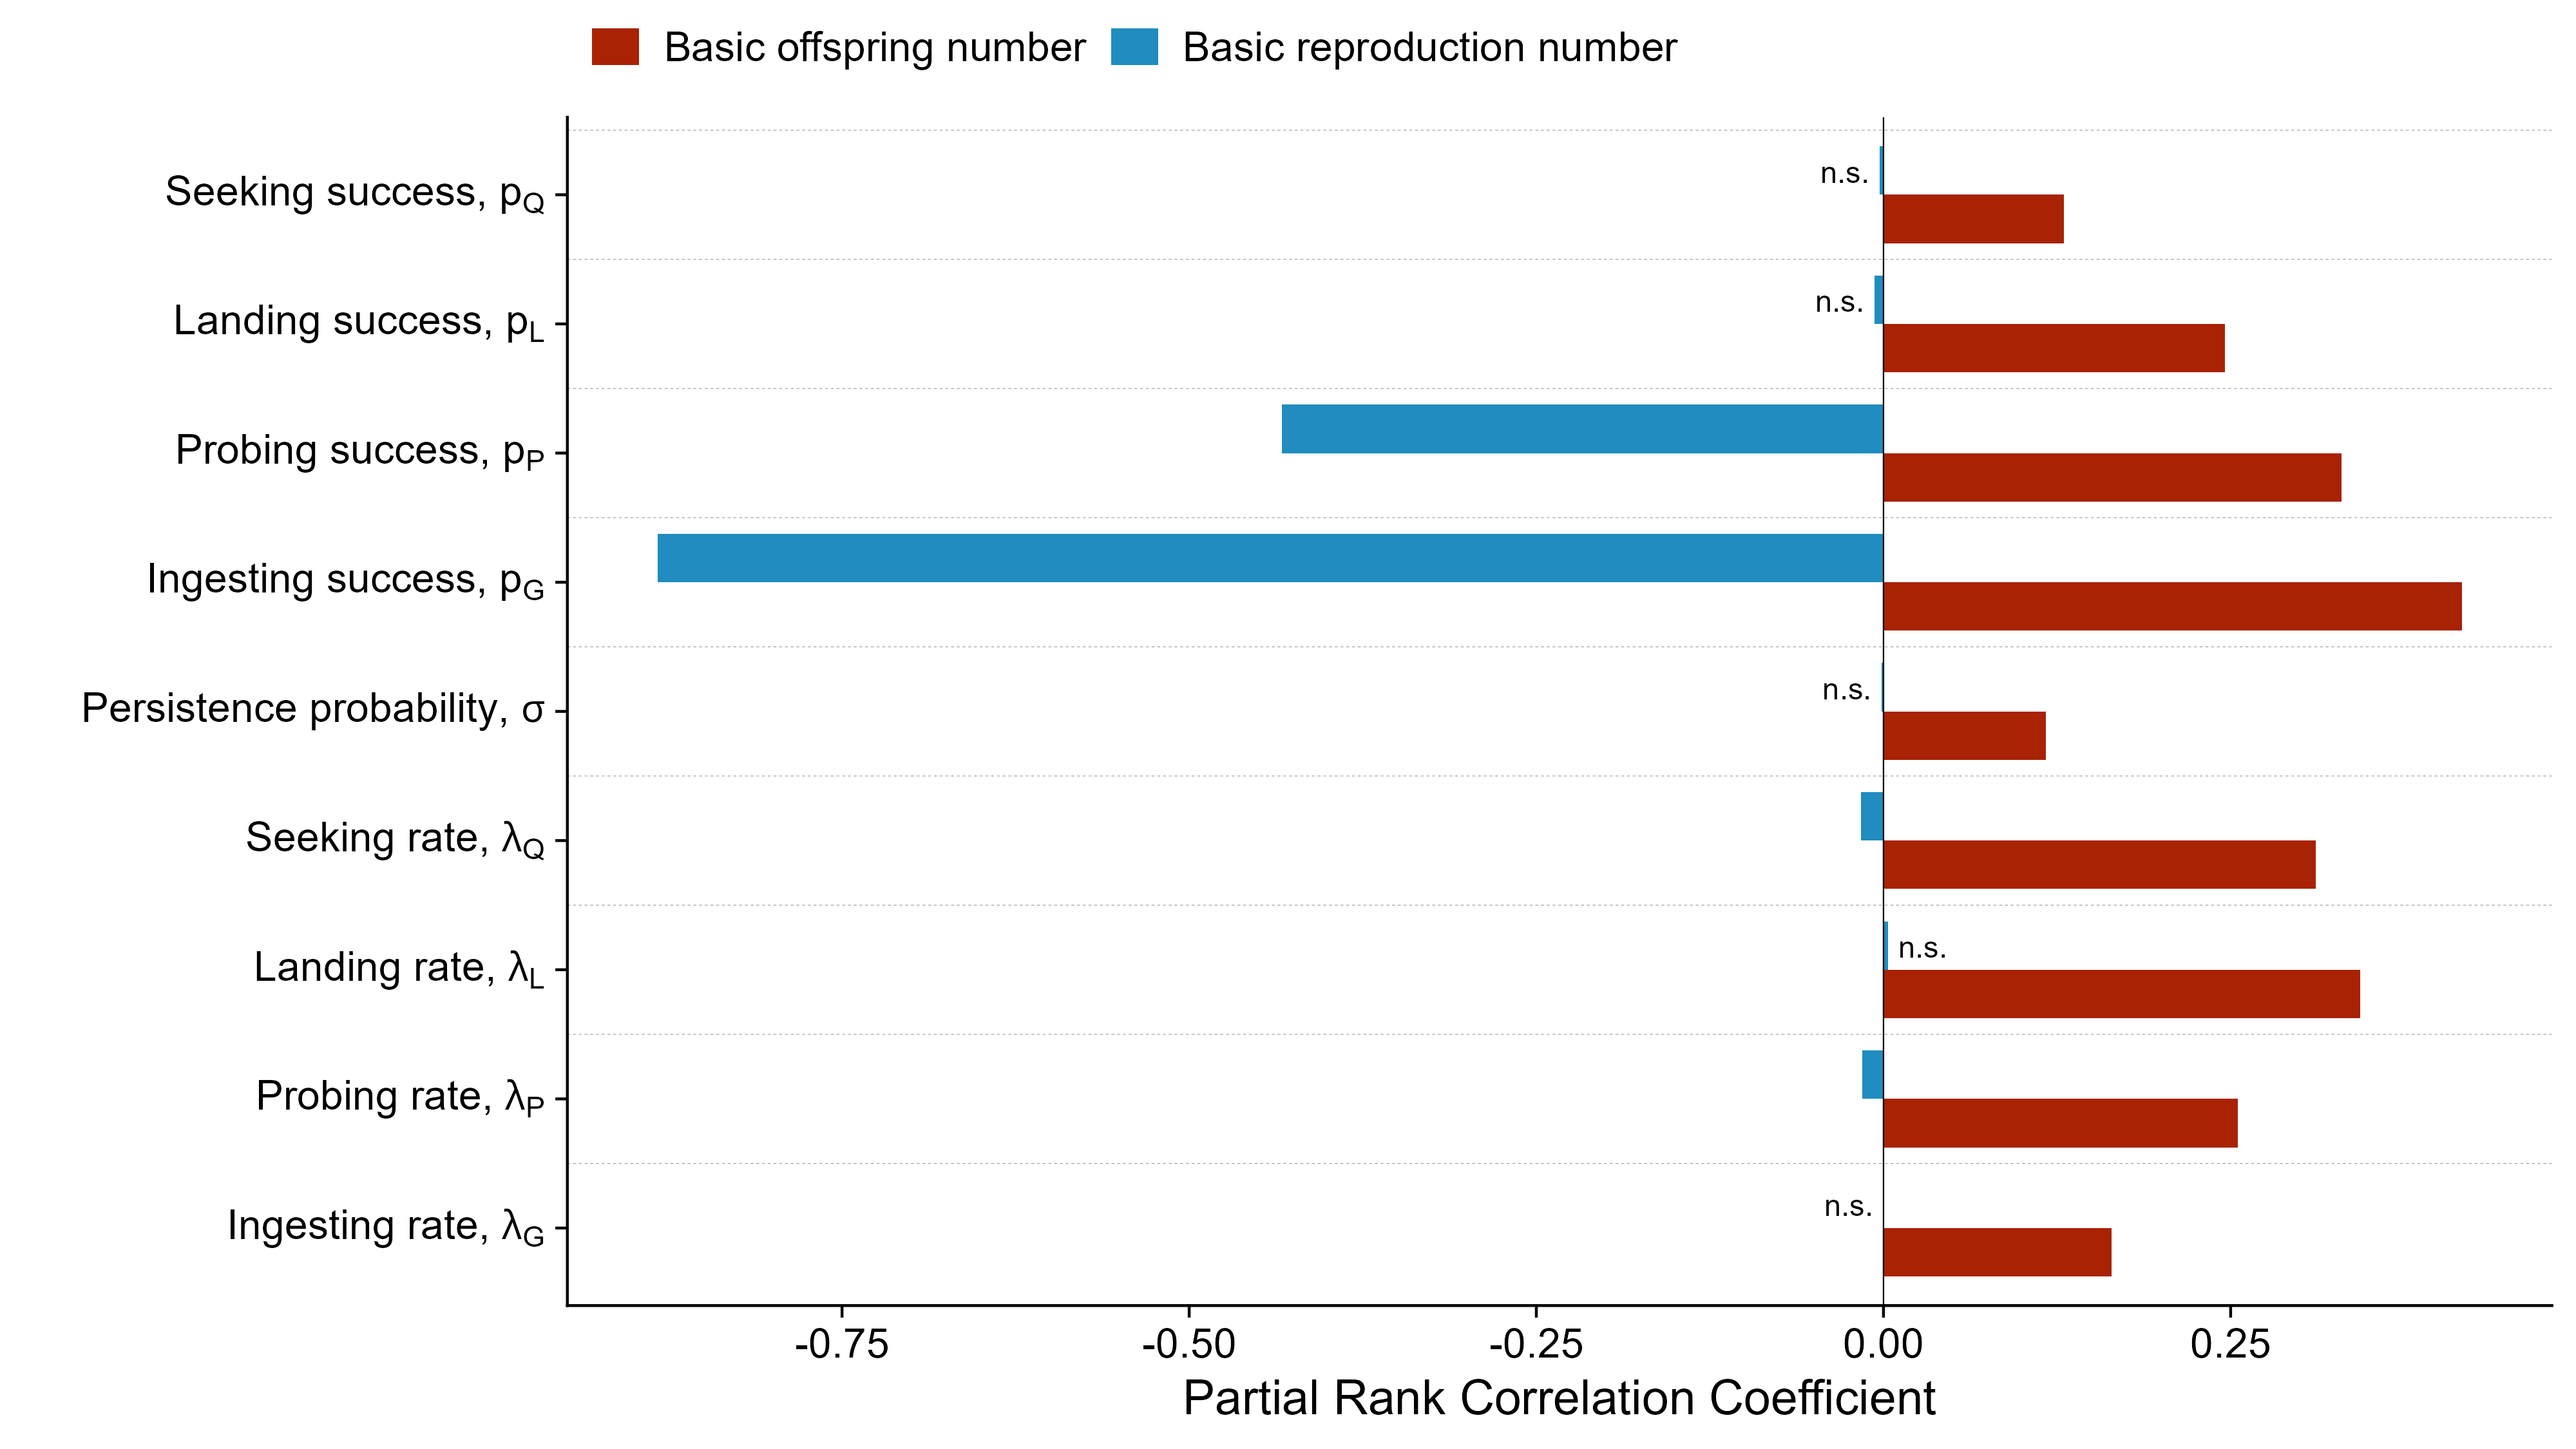 Basic offspring number Basic reproduction number
Seeking success, pQ n.s.
Landing success, pL n.s.
Probing success, pP
Ingesting success, pG
Persistence probability, σ n.s.
Seeking rate, λQ
Landing rate, λL n.s.
Probing rate, λP
Ingesting rate, λG n.s.
-0.75 -0.50 -0.25 0.00 0.25
Partial Rank Correlation Coefficient